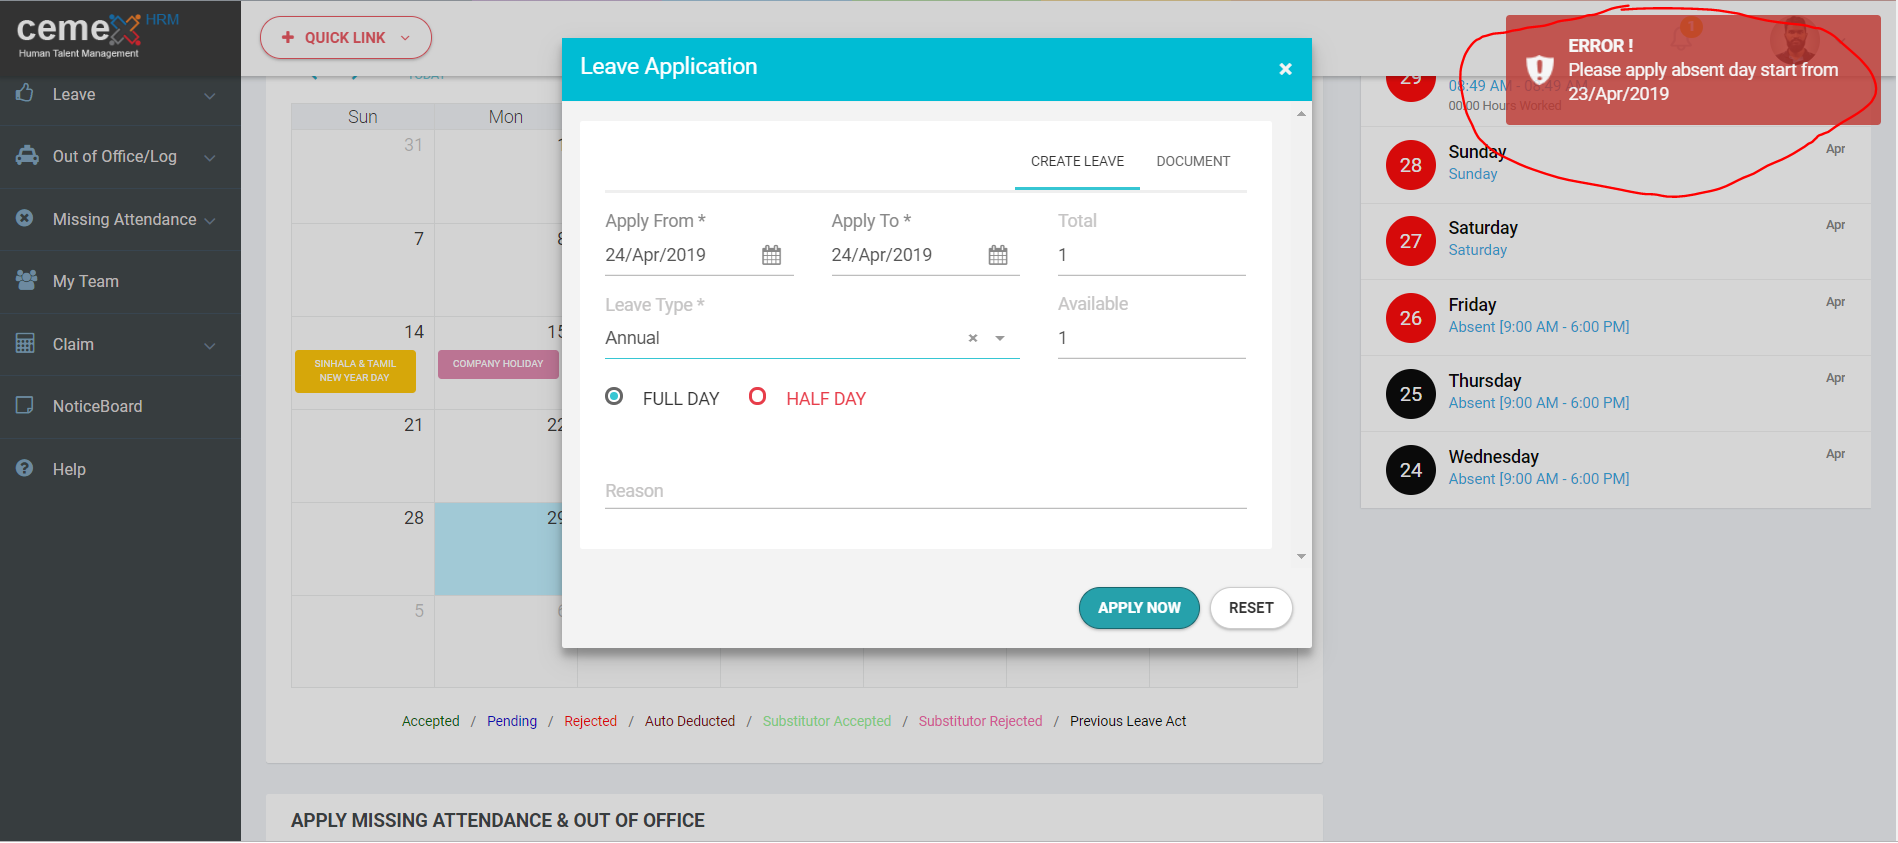 ceme HRM
Human Talent Management
QUICK LINK
TODAY
Leave
Out of Office/Log
Missing Attendance
My Team
Claim
NoticeBoard
Help
Sun
Mon
31
7
14
SINHALA & TAMIL
NEW YEAR DAY
COMPANY HOLIDAY
21
22
28
29
5
Leave Application
×
CREATE LEAVE
DOCUMENT
Apply From *
Apply To *
Total
24/Apr/2019
24/Apr/2019
1
Leave Type *
Available
Annual
×
1
FULL DAY
HALF DAY
Reason
APPLY NOW
RESET
Accepted / Pending / Rejected / Auto Deducted / Substitutor Accepted / Substitutor Rejected / Previous Leave Act
APPLY MISSING ATTENDANCE & OUT OF OFFICE
1
ERROR !
Please apply absent day start from
23/Apr/2019
29
08:49 AM - 08:49 AM
00:00 Hours Worked
28
Sunday
Apr
Sunday
27
Saturday
Apr
Saturday
26
Friday
Apr
Absent [9:00 AM - 6:00 PM]
25
Thursday
Apr
Absent [9:00 AM - 6:00 PM]
24
Wednesday
Apr
Absent [9:00 AM - 6:00 PM]